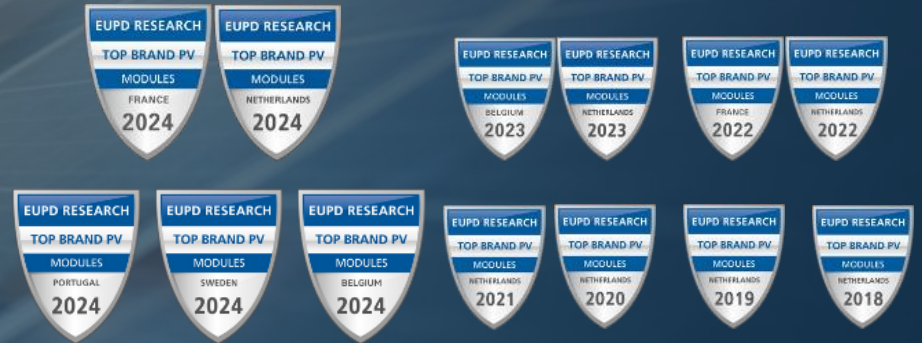 EUPD RESEARCH
TOP BRAND PV
MODULES
FRANCE
2024
EUPD RESEARCH
TOP BRAND PV
MODULES
NETHERLANDS
2024
EUPD RESEARCH
TOP BRAND PV
MODULES
BELGIUM
2023
EUPD RESEARCH
TOP BRAND PV
MODULES
NETHERLANDS
2023
EUPD RESEARCH
TOP BRAND PV
MODULES
FRANCE
2022
EUPD RESEARCH
TOP BRAND PV
MODULES
NETHERLANDS
2022
EUPD RESEARCH
TOP BRAND PV
MODULES
PORTUGAL
2024
EUPD RESEARCH
TOP BRAND PV
MODULES
SWEDEN
2024
EUPD RESEARCH
TOP BRAND PV
MODULES
BELGIUM
2024
EUPD RESEARCH
TOP BRAND PV
MODULES
NETHERLANDS
2021
EUPD RESEARCH
TOP BRAND PV
MODULES
NETHERLANDS
2020
EUPD RESEARCH
TOP BRAND PV
MODULES
NETHERLANDS
2019
EUPD RESEARCH
TOP BRAND PV
MODULES
NETHERLANDS
2018